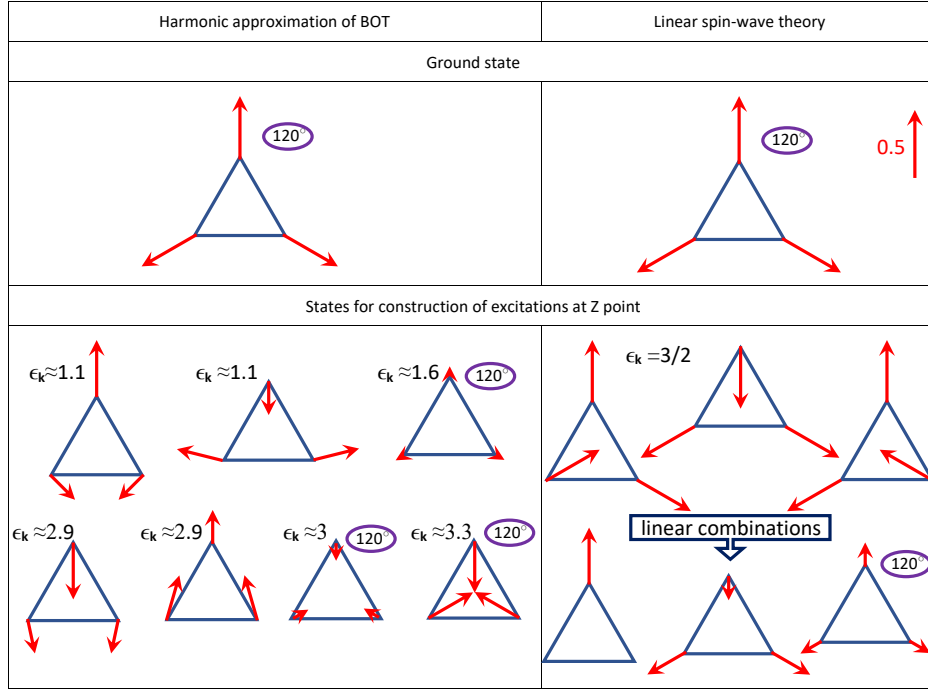 Harmonic approximation of BOT
Linear spin-wave theory
Ground state
120°
120°
0.5
States for construction of excitations at Z point
ϵk≈1.1
ϵk≈1.1
ϵk≈1.6
120°
ϵk=3/2
ϵk≈2.9
ϵk≈2.9
ϵk≈3
120°
ϵk≈3.3
120°
linear combinations
120°